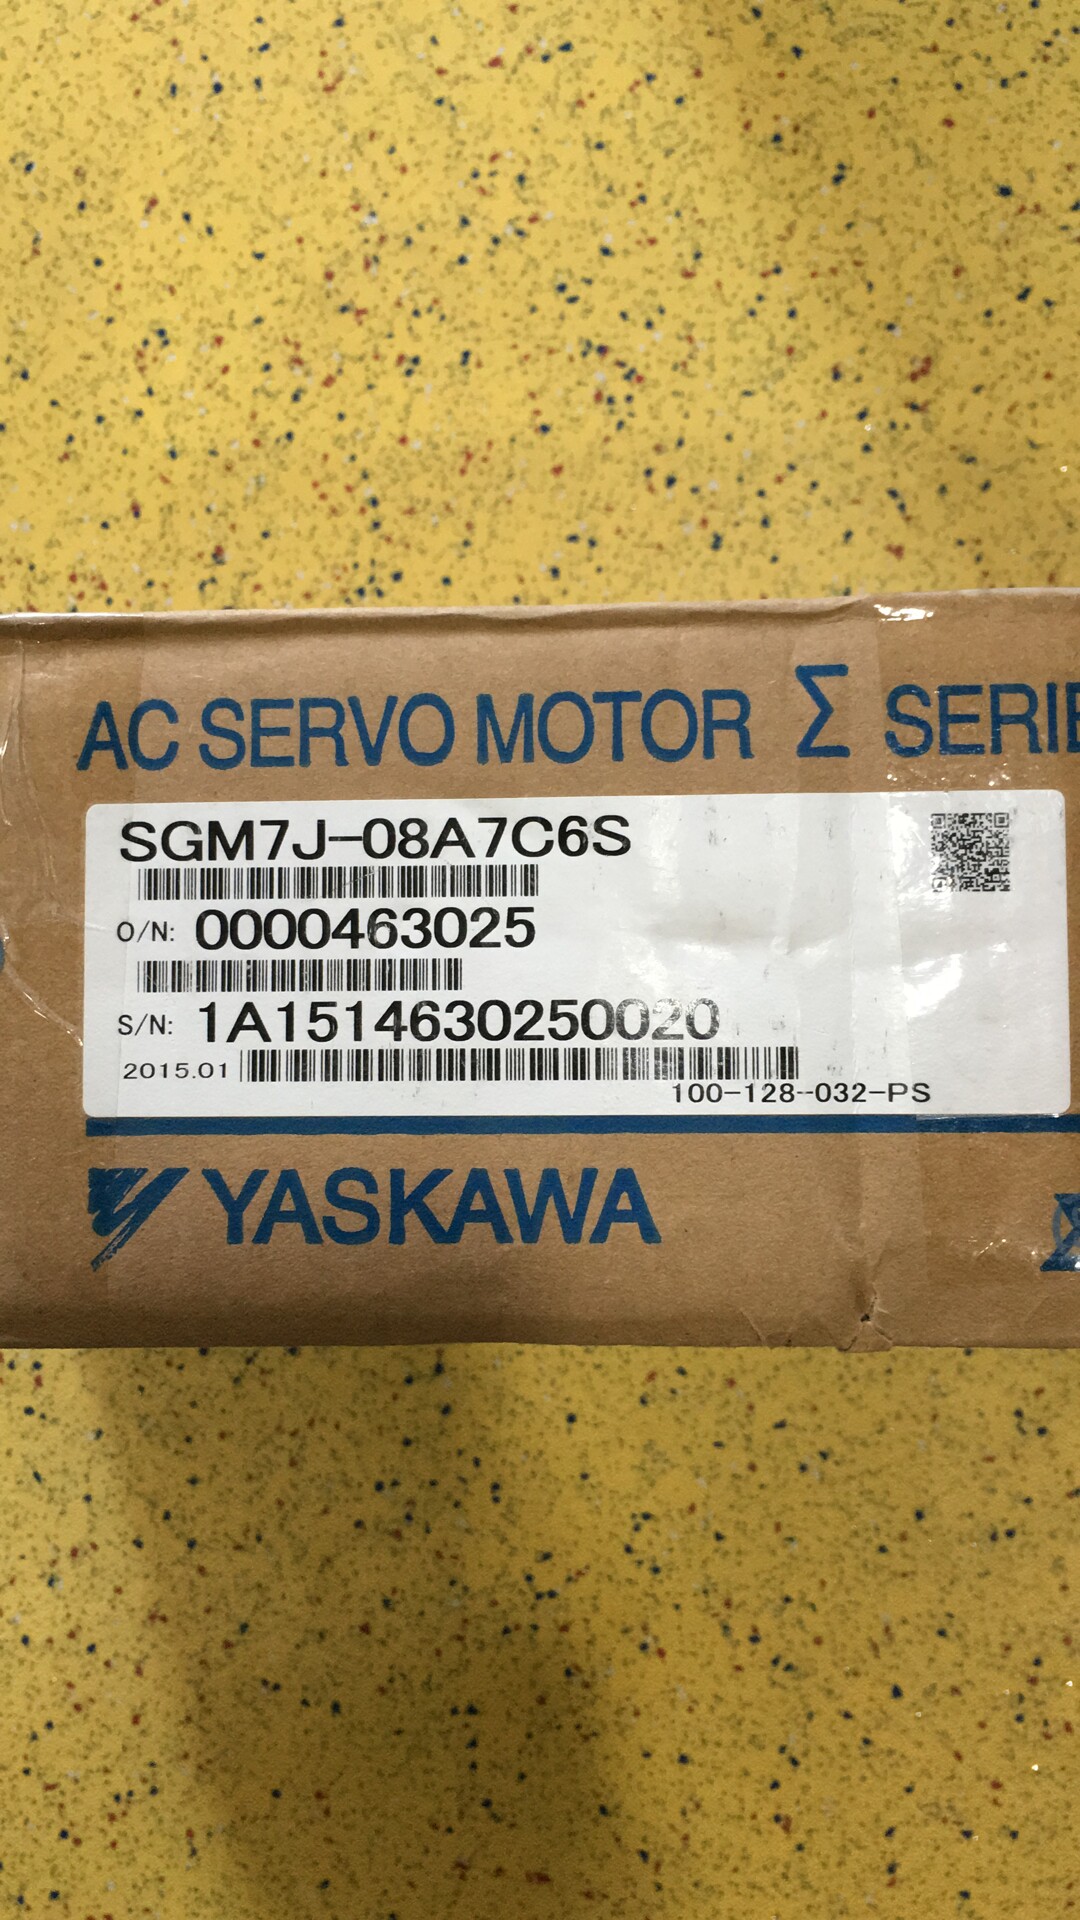 AC SERVO MOTOR Σ SERIE
SGM7J-08A7C6S
O/N: 0000463025
S/N: 1A1514630250020
2015.01
100-128-032-PS
YASKAWA